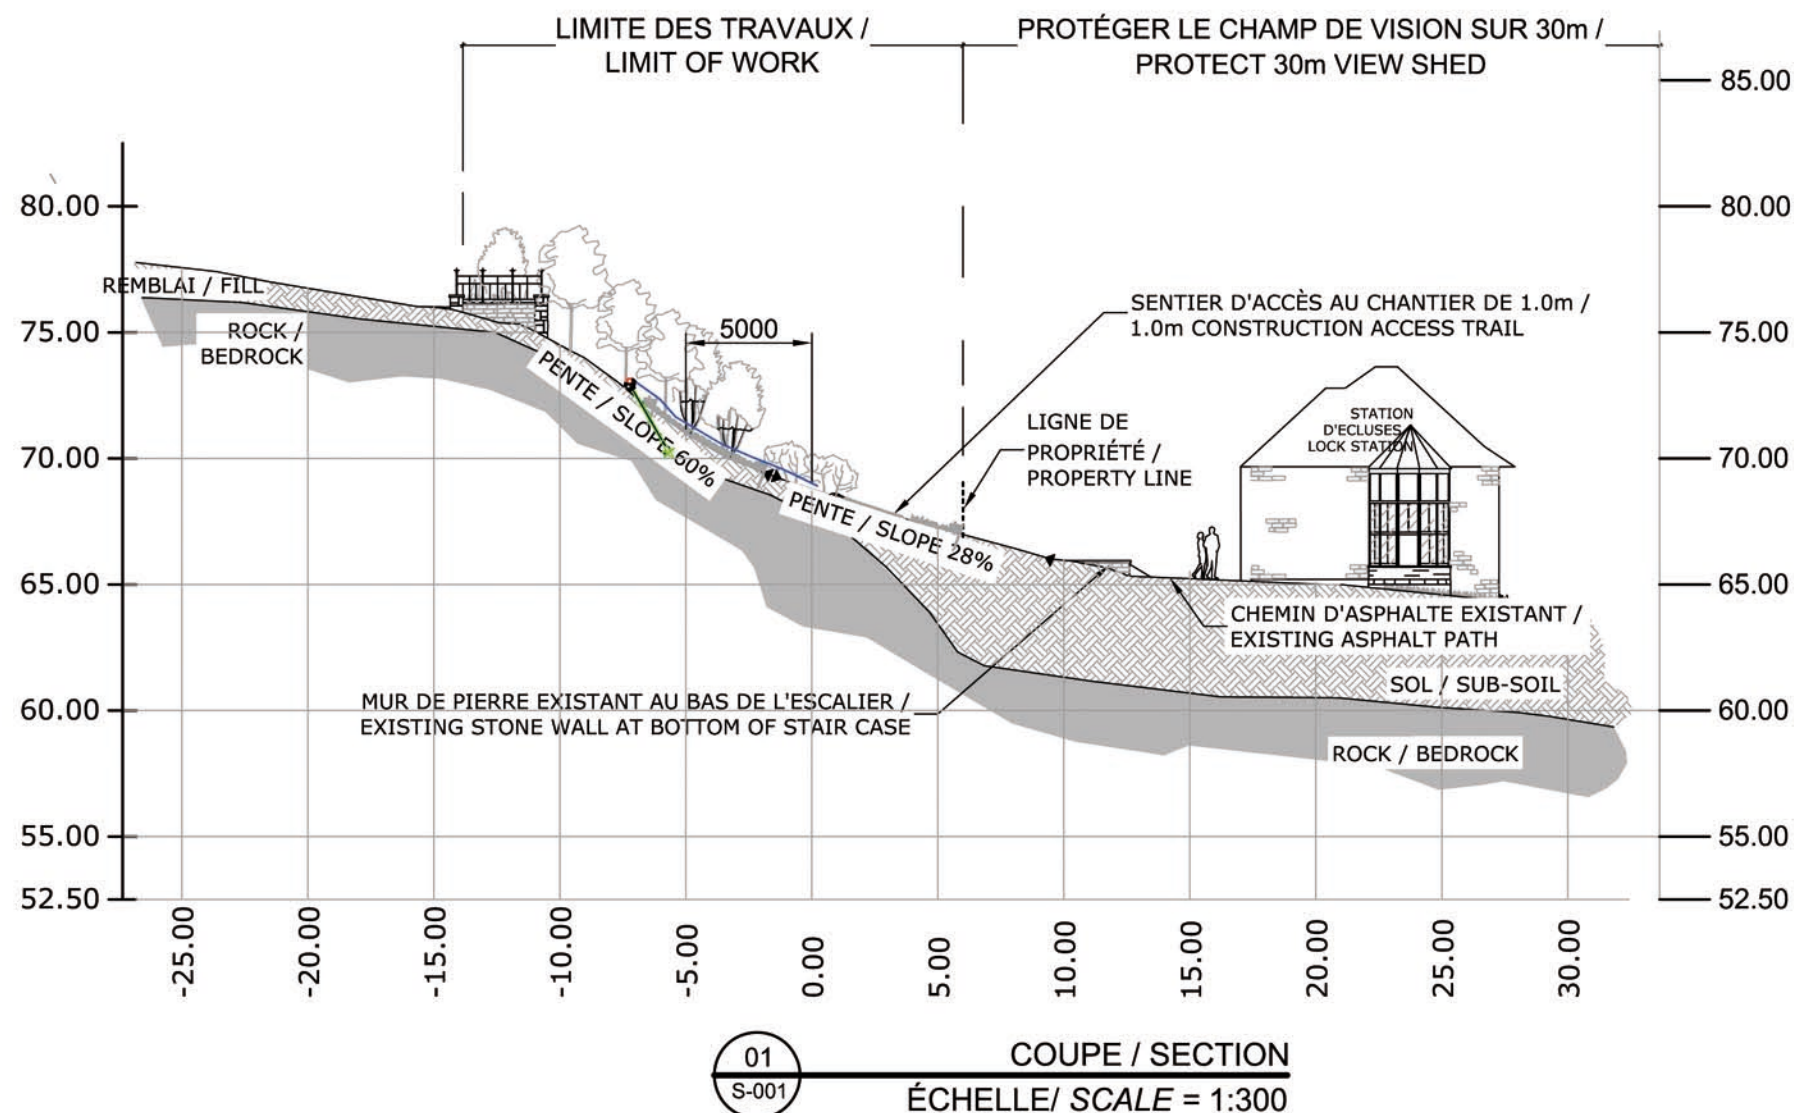 LIMITE DES TRAVAUX /
LIMIT OF WORK
PROTÉGER LE CHAMP DE VISION SUR 30m /
PROTECT 30m VIEW SHED
85.00
80.00
80.00
REMBLAI / FILL
ROCK /
BEDROCK
75.00
75.00
5000
SENTIER D'ACCÈS AU CHANTIER DE 1.0m /
1.0m CONSTRUCTION ACCESS TRAIL
PENTE / SLOPE 60%
STATION
D'ECLUSES
LOCK STATION
LIGNE DE
PROPRIÉTÉ /
PROPERTY LINE
70.00
70.00
PENTE / SLOPE 28%
65.00
65.00
CHEMIN D'ASPHALTE EXISTANT /
EXISTING ASPHALT PATH
SOL / SUB-SOIL
MUR DE PIERRE EXISTANT AU BAS DE L'ESCALIER /
EXISTING STONE WALL AT BOTTOM OF STAIR CASE
60.00
60.00
ROCK / BEDROCK
55.00
55.00
52.50
52.50
-25.00
-20.00
-15.00
-10.00
-5.00
0.00
5.00
10.00
15.00
20.00
25.00
30.00
01
S-001
COUPE / SECTION
ÉCHELLE/ SCALE = 1:300